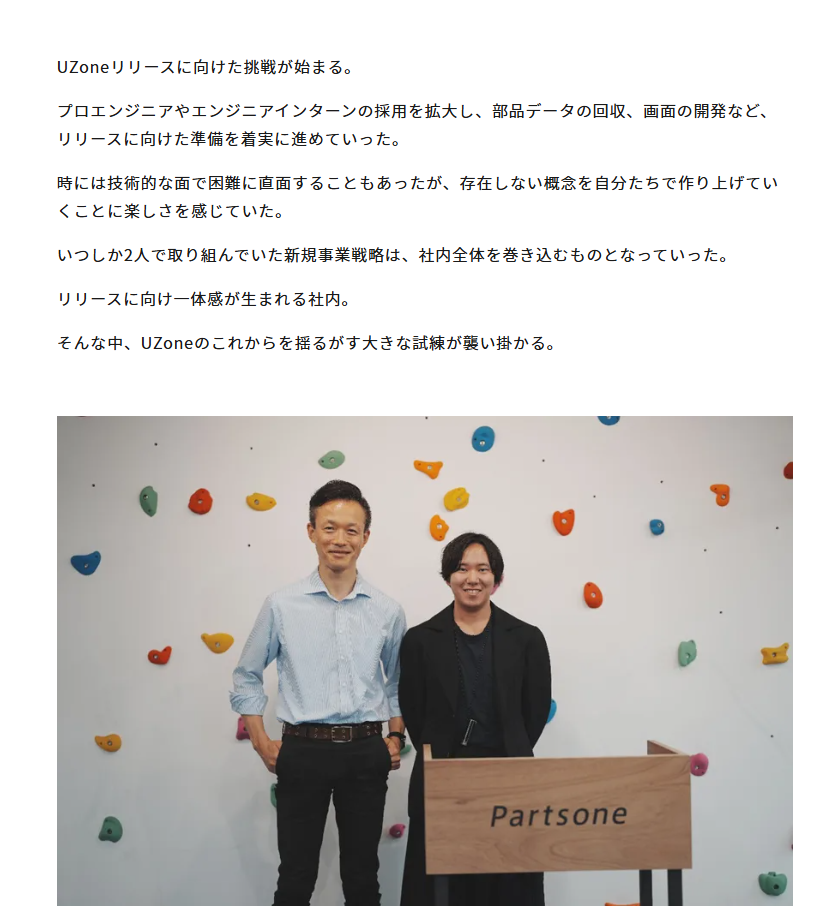 UZoneリリースに向けた挑戦が始まる。
プロエンジニアやエンジニアインターンの採用を拡大し、部品データの回収、画面の開発など、
リリースに向けた準備を着実に進めていった。
時には技術的な面で困難に直面することもあったが、存在しない概念を自分たちで作り上げてい
くことに楽しさを感じていた。
いつしか2人で取り組んでいた新規事業戦略は、社内全体を巻き込むものとなっていった。
リリースに向け一体感が生まれる社内。
そんな中、UZoneのこれからを揺るがす大きな試練が襲い掛かる。
Partsone